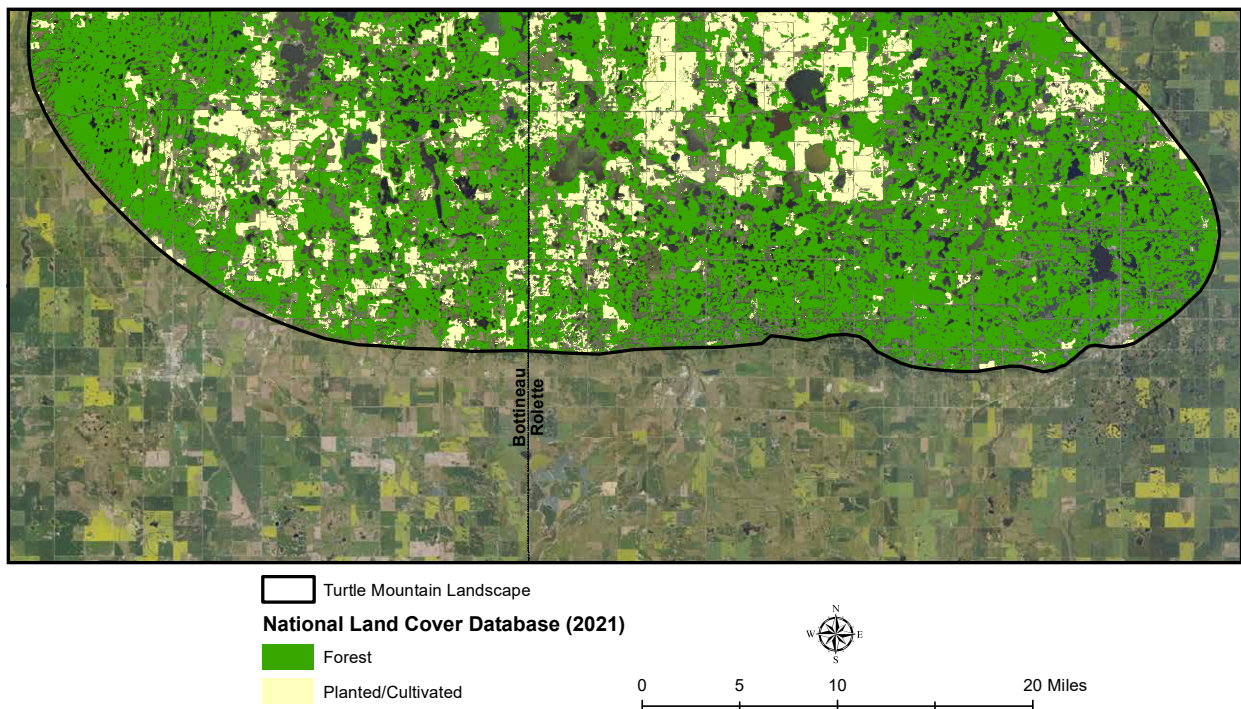 Bottineau
Rolette
Turtle Mountain Landscape
National Land Cover Database (2021)
Forest
Planted/Cultivated
N
W E
S
0 5 10 20 Miles